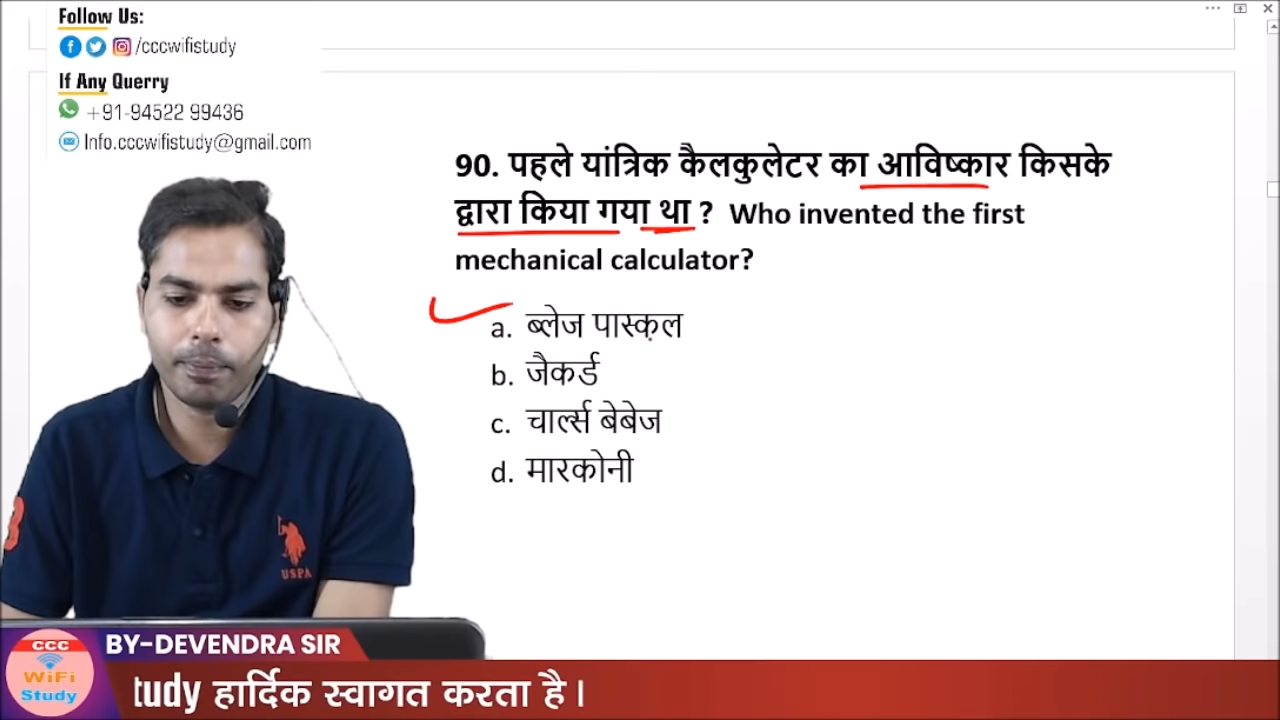 Follow Us:
/cccwifistudy
If Any Querry
+91-94522 99436
Info.cccwifistudy@gmail.com
90. पहले यांत्रिक कैलकुलेटर का आविष्कार किसके
द्वारा किया गया था ? Who invented the first
mechanical calculator?
a. ब्लेज पास्कल
b. जैकर्ड
c. चार्ल्स बेबेज
d. मारकोनी
USPA
BY-DEVENDRA SIR
CCC
WiFi
Study
tudy हार्दिक स्वागत करता है।